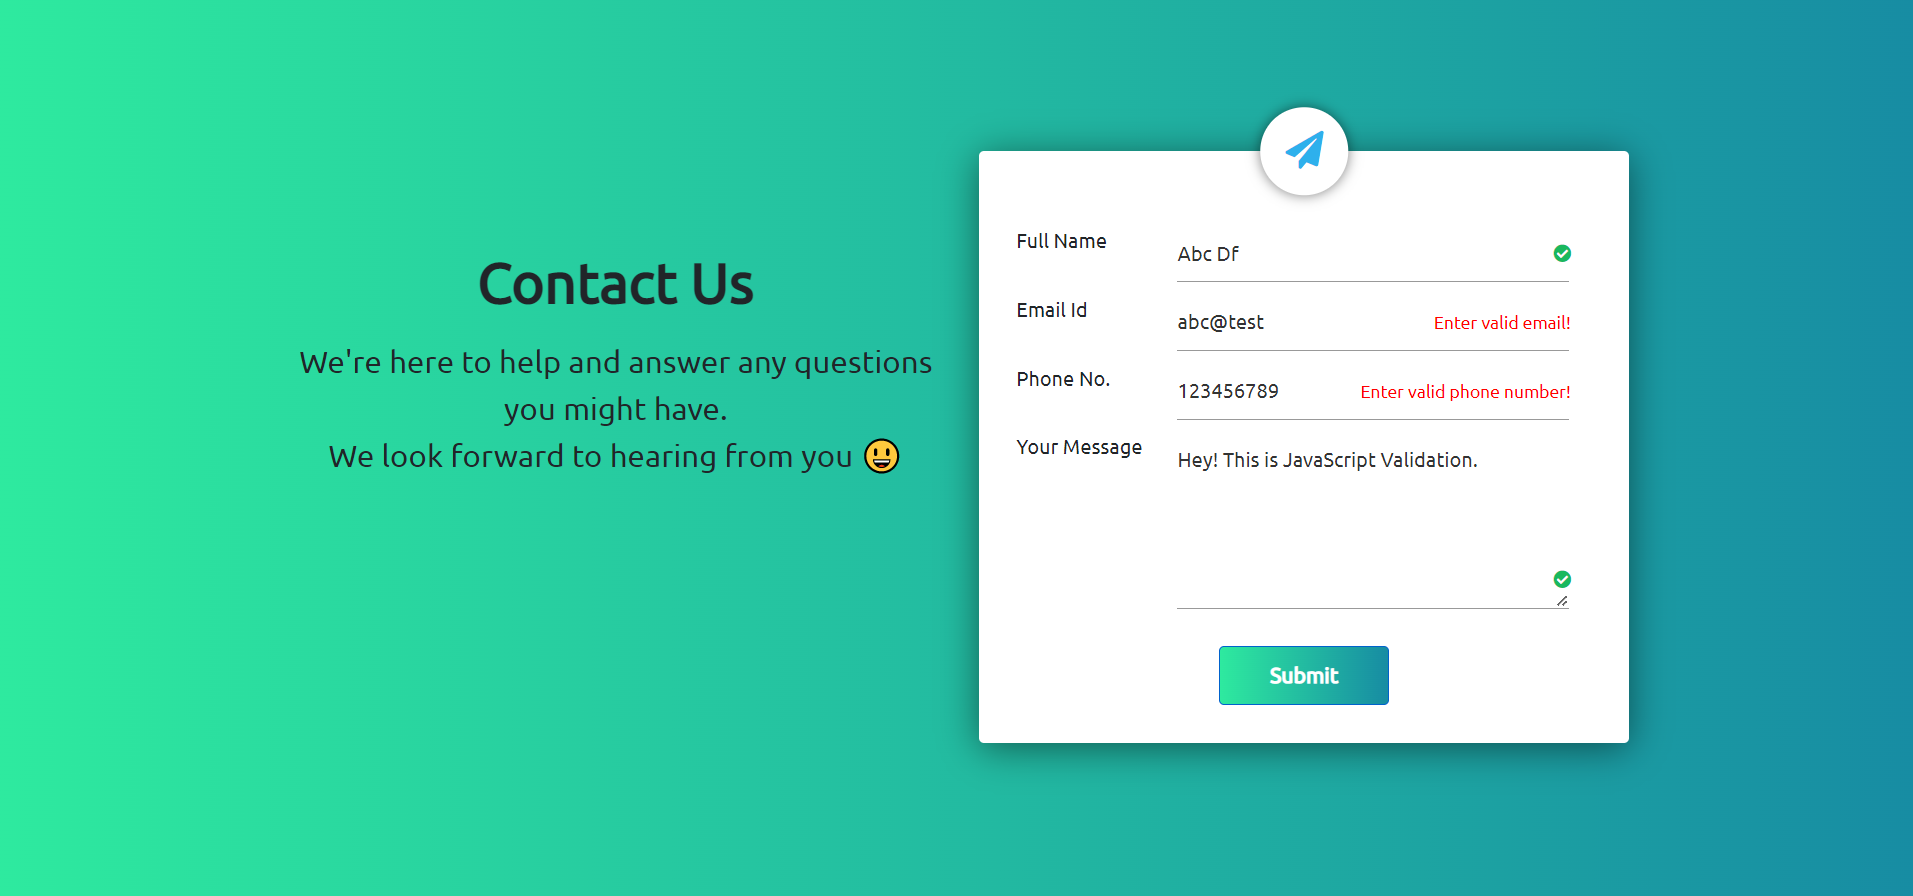 Contact Us
We're here to help and answer any questions
you might have.
We look forward to hearing from you 😃
Full Name
Abc Df
Email Id
abc@test
Enter valid email!
Phone No.
123456789
Enter valid phone number!
Your Message
Hey! This is JavaScript Validation.
Submit